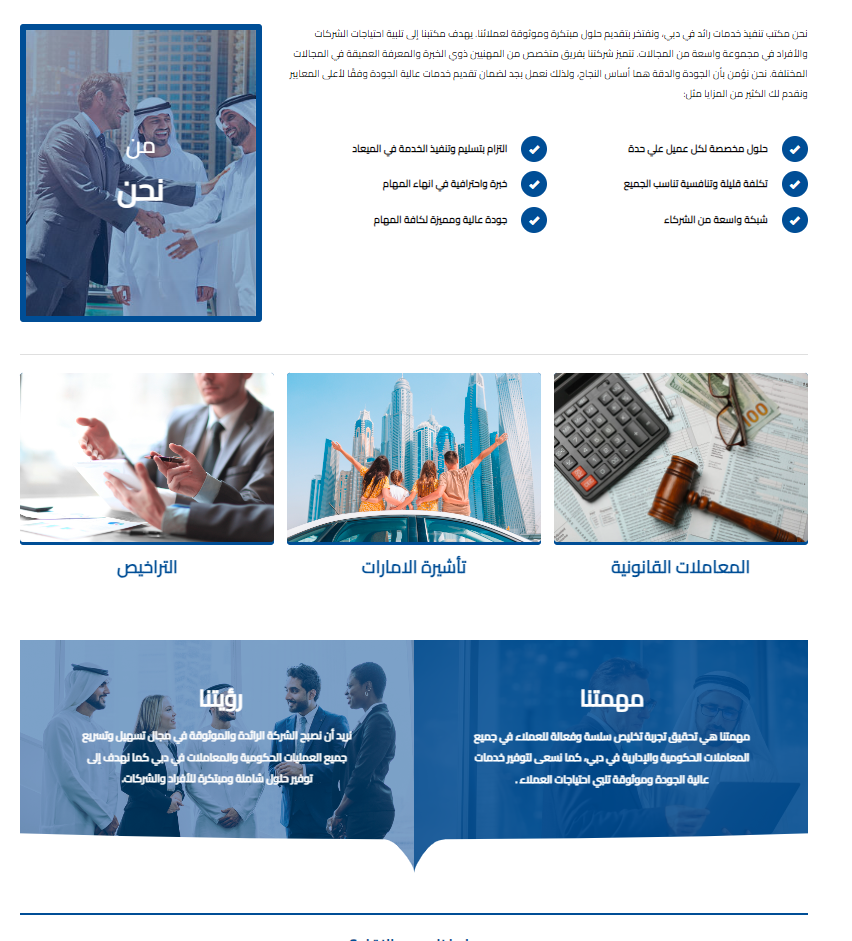 نحن مكتب تنفيذ خدمات رائد في دبي، ونفتخر بتقديم حلول مبتكرة وموثوقة لعملائنا. يهدف مكتبنا إلى تلبية احتياجات الشركات
والأفراد في مجموعة واسعة من المجالات. تتميز شركتنا بفريق متخصص من المهنيين ذوي الخبرة والمعرفة العميقة في المجالات
المختلفة. نحن نؤمن بأن الجودة والدقة هما أساس النجاح، ولذلك نعمل بجد لضمان تقديم خدمات عالية الجودة وفقًا لأعلى المعايير
ونقدم لك الكثير من المزايا مثل:
حلول مخصصة لكل عميل علي حدة
التزام بتسليم وتنفيذ الخدمة في الميعاد
تكلفة قليلة وتنافسية تناسب الجميع
خبرة واحترافية في انهاء المهام
شبكة واسعة من الشركاء
جودة عالية ومميزة لكافة المهام
من
نحن
المعاملات القانونية
تأشيرة الامارات
التراخيص
مهمتنا
مهمتنا هي تحقيق تجربة تخليص سلسة وفعالة للعملاء في جميع
المعاملات الحكومية والإدارية في دبي، كما نسعى لتوفير خدمات
عالية الجودة وموثوقة تلبي احتياجات العملاء .
رؤيتنا
نريد أن نصبح الشركة الرائدة والموثوقة في مجال تسهيل وتسريع
جميع العمليات الحكومية والمعاملات في دبي كما نهدف إلى
توفير حلول شاملة ومبتكرة للأفراد والشركات.